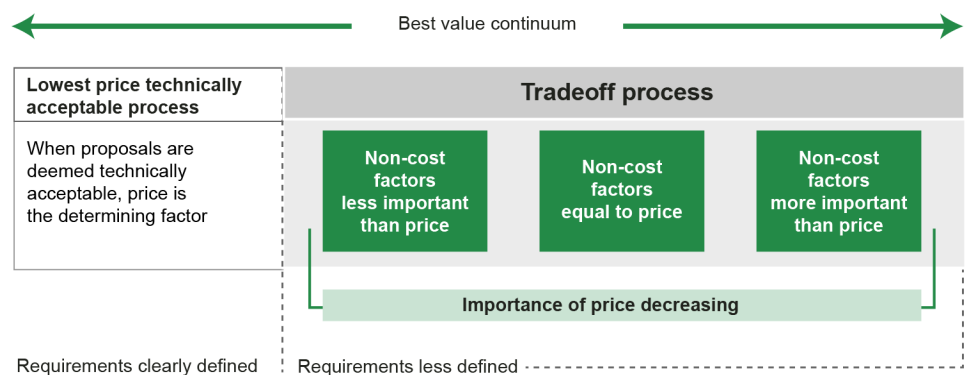 Best value continuum
Lowest price technically
acceptable process
Tradeoff process
When proposals are
deemed technically
acceptable, price is
the determining factor
Non-cost
factors
less important
than price
Non-cost
factors
equal to price
Non-cost
factors
more important
than price
Importance of price decreasing
Requirements clearly defined
Requirements less defined